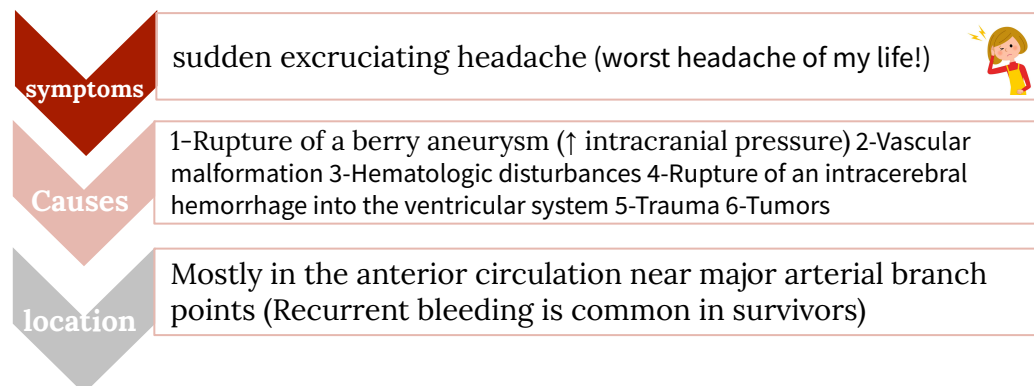 symptoms
sudden excruciating headache (worst headache of my life!)
Causes
1-Rupture of a berry aneurysm (↑ intracranial pressure) 2-Vascular
malformation 3-Hematologic disturbances 4-Rupture of an intracerebral
hemorrhage into the ventricular system 5-Trauma 6-Tumors
location
Mostly in the anterior circulation near major arterial branch
points (Recurrent bleeding is common in survivors)